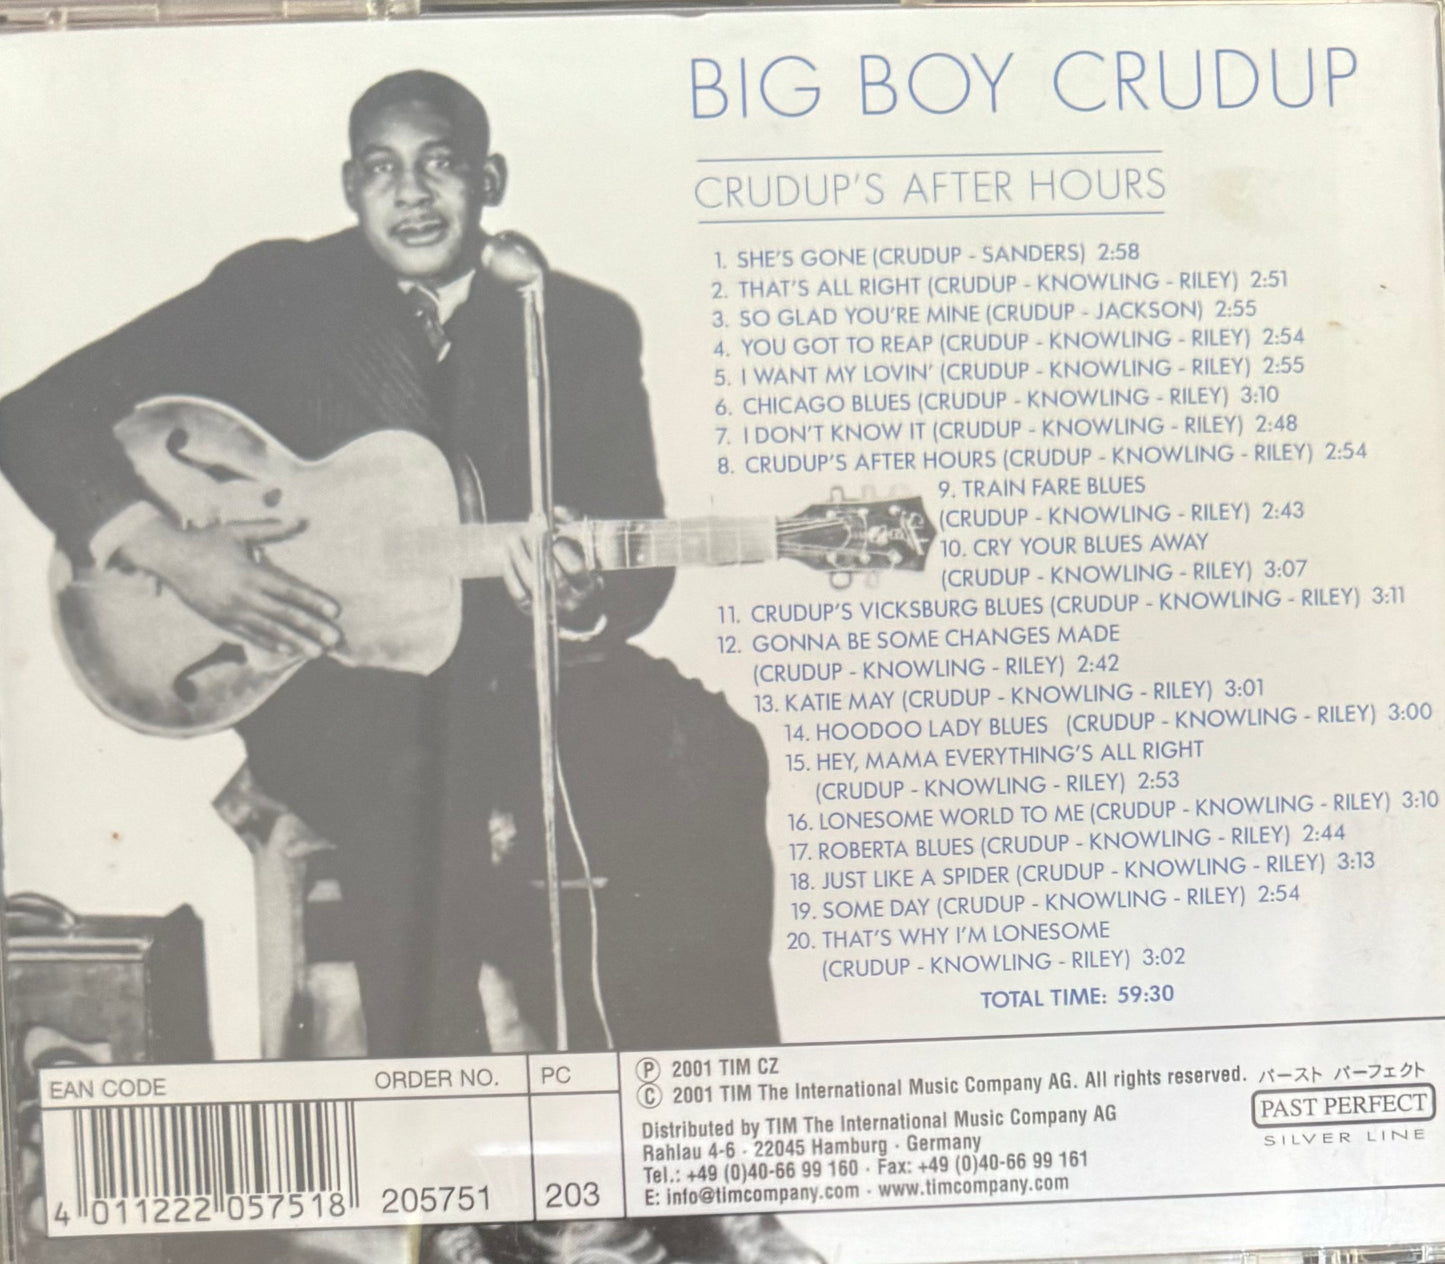 BIG BOY CRUDUP
CRUDUP'S AFTER HOURS
1. SHE'S GONE (CRUDUP - SANDERS) 2:58
2. THAT'S ALL RIGHT (CRUDUP - KNOWLING - RILEY) 2:51
3. SO GLAD YOU'RE MINE (CRUDUP - JACKSON) 2:55
4. YOU GOT TO REAP (CRUDUP - KNOWLING - RILEY) 2:54
5. I WANT MY LOVIN' (CRUDUP - KNOWLING - RILEY) 2:55
6. CHICAGO BLUES (CRUDUP - KNOWLING - RILEY) 3:10
7. I DON'T KNOW IT (CRUDUP - KNOWLING - RILEY) 2:48
8. CRUDUP'S AFTER HOURS (CRUDUP - KNOWLING - RILEY) 2:54
9. TRAIN FARE BLUES
(CRUDUP - KNOWLING - RILEY) 2:43
10. CRY YOUR BLUES AWAY
(CRUDUP - KNOWLING - RILEY) 3:07
11. CRUDUP'S VICKSBURG BLUES (CRUDUP - KNOWLING - RILEY) 3:11
12. GONNA BE SOME CHANGES MADE
(CRUDUP - KNOWLING - RILEY) 2:42
13. KATIE MAY (CRUDUP - KNOWLING - RILEY) 3:01
14. HOODOO LADY BLUES (CRUDUP - KNOWLING - RILEY) 3:00
15. HEY, MAMA EVERYTHING'S ALL RIGHT
(CRUDUP - KNOWLING - RILEY) 2:53
16. LONESOME WORLD TO ME (CRUDUP - KNOWLING - RILEY) 3:10
17. ROBERTA BLUES (CRUDUP - KNOWLING - RILEY) 2:44
18. JUST LIKE A SPIDER (CRUDUP - KNOWLING - RILEY) 3:13
19. SOME DAY (CRUDUP - KNOWLING - RILEY) 2:54
20. THAT'S WHY I'M LONESOME
(CRUDUP - KNOWLING - RILEY) 3:02
TOTAL TIME: 59:30
EAN CODE
ORDER NO.
PC
4 011222 057518
205751
203
Ⓟ 2001 TIM CZ
Ⓒ 2001 TIM The International Music Company AG. All rights reserved.
Distributed by TIM The International Music Company AG
Rahlau 4-6 · 22045 Hamburg · Germany
Tel.: +49 (0)40-66 99 160 · Fax: +49 (0)40-66 99 161
E: info@timcompany.com · www.timcompany.com
パースト パーフェクト
PAST PERFECT
SILVER LINE